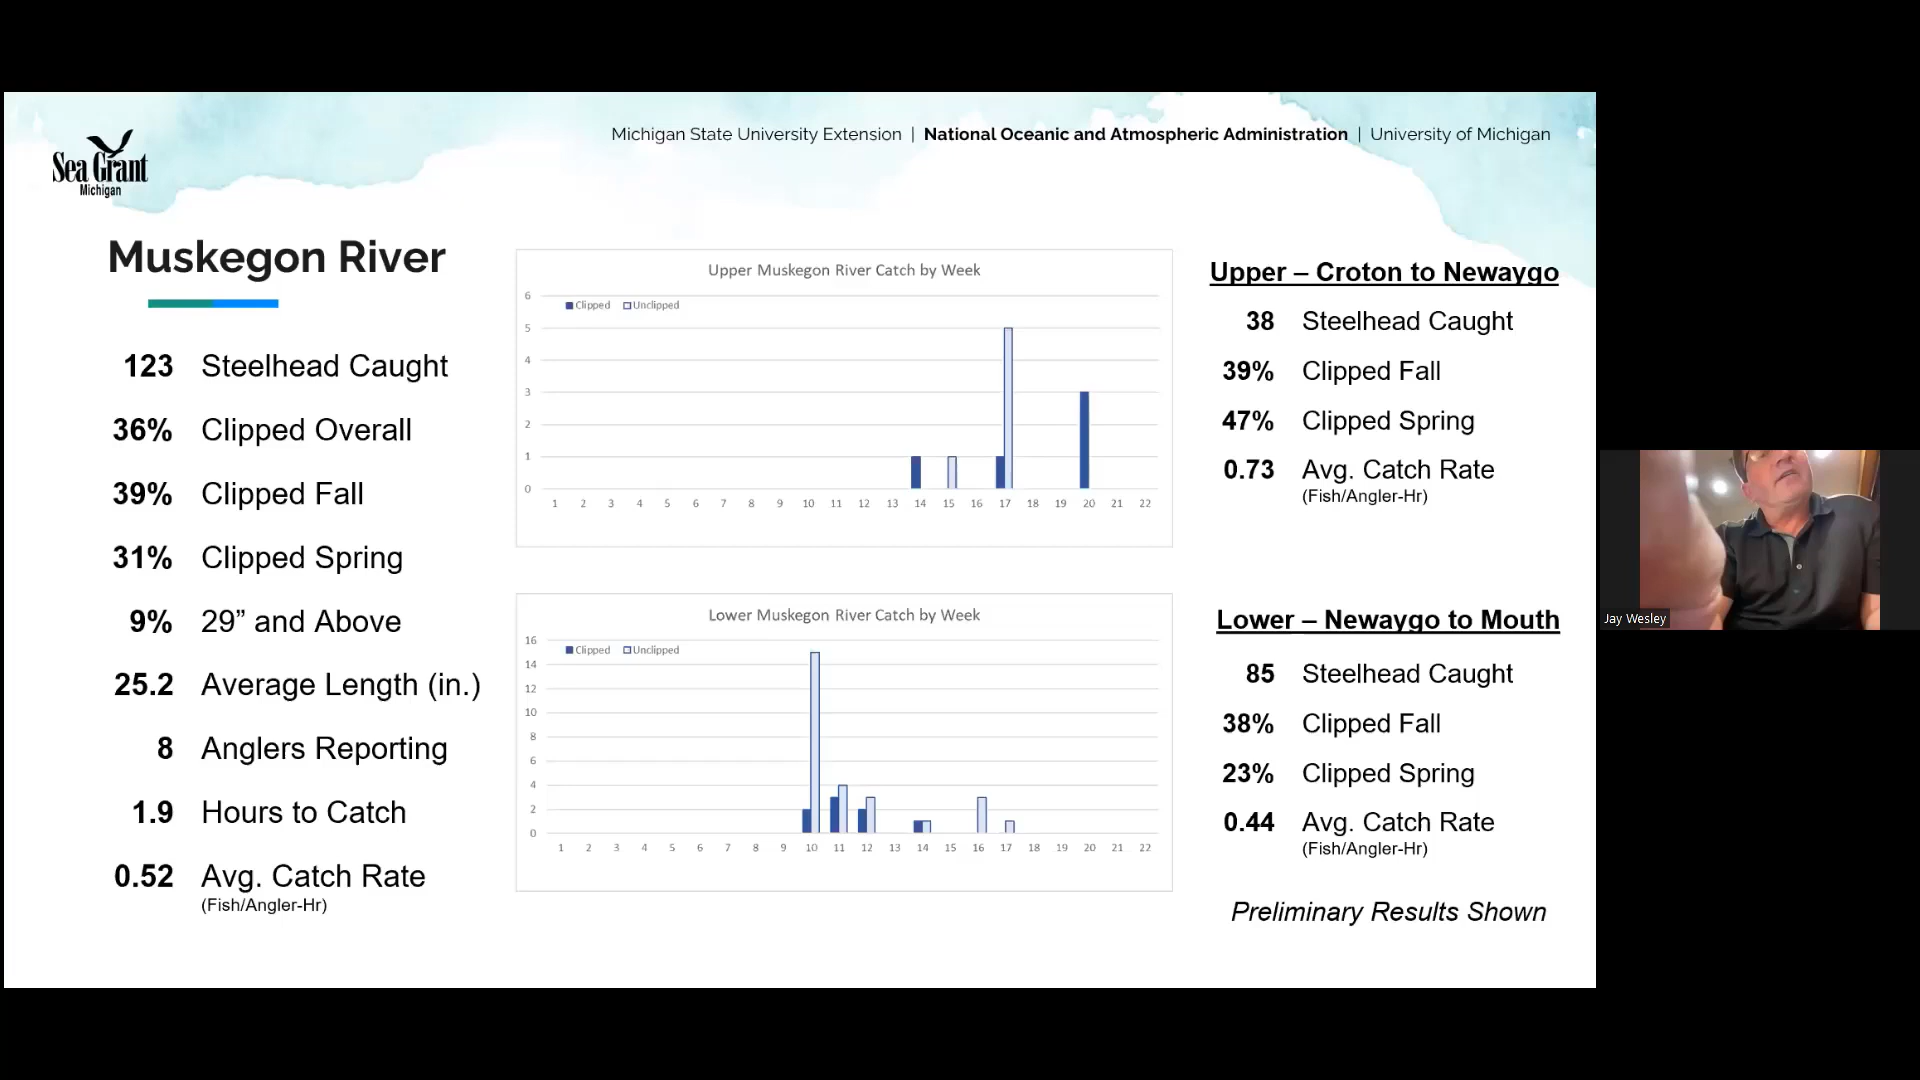 Sea Grant
Michigan
Michigan State University Extension | National Oceanic and Atmospheric Administration | University of Michigan
Muskegon River
123 Steelhead Caught
36% Clipped Overall
39% Clipped Fall
31% Clipped Spring
9% 29” and Above
25.2 Average Length (in.)
8 Anglers Reporting
1.9 Hours to Catch
0.52 Avg. Catch Rate
(Fish/Angler-Hr)
Upper Muskegon River Catch by Week
Clipped Unclipped
6
5
4
3
2
1
0
1 2 3 4 5 6 7 8 9 10 11 12 13 14 15 16 17 18 19 20 21 22
Lower Muskegon River Catch by Week
Clipped Unclipped
16
14
12
10
8
6
4
2
0
1 2 3 4 5 6 7 8 9 10 11 12 13 14 15 16 17 18 19 20 21 22
Upper – Croton to Newaygo
38 Steelhead Caught
39% Clipped Fall
47% Clipped Spring
0.73 Avg. Catch Rate
(Fish/Angler-Hr)
Lower – Newaygo to Mouth
85 Steelhead Caught
38% Clipped Fall
23% Clipped Spring
0.44 Avg. Catch Rate
(Fish/Angler-Hr)
Preliminary Results Shown
Jay Wesley